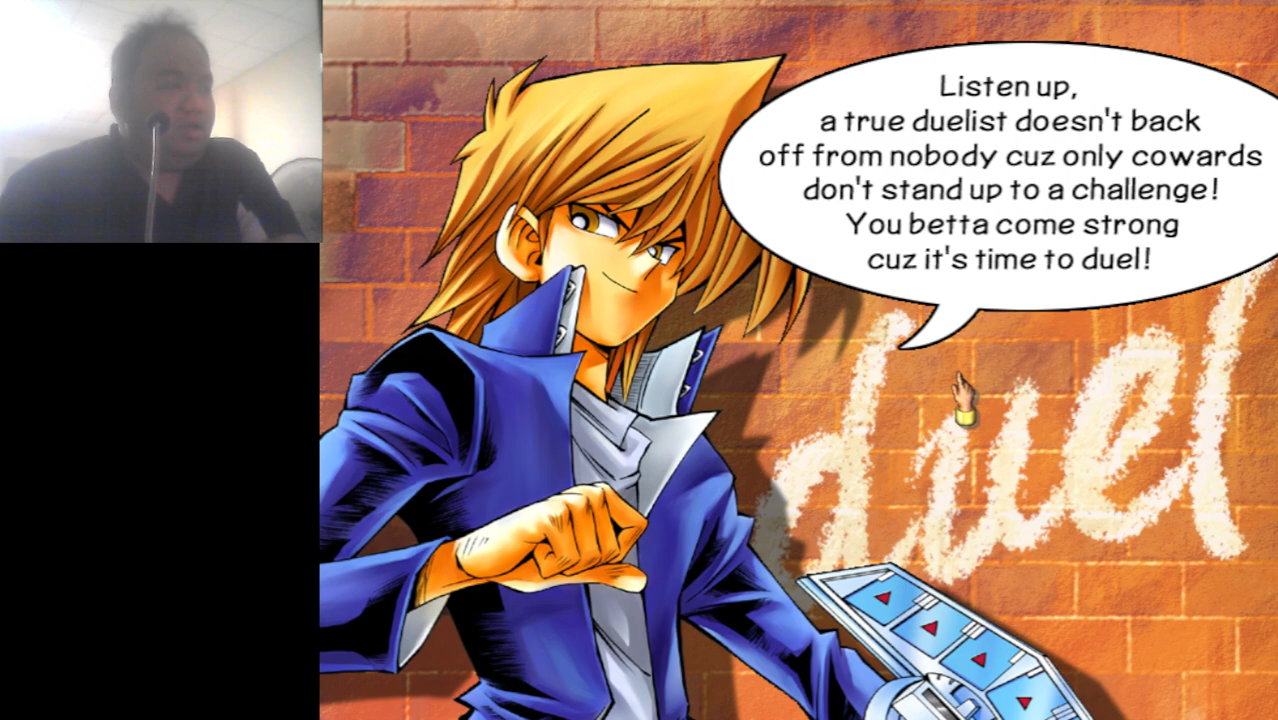 Listen up,
a true duelist doesn't back
off from nobody cuz only cowards
don't stand up to a challenge!
You betta come strong
cuz it's time to duel!
duel